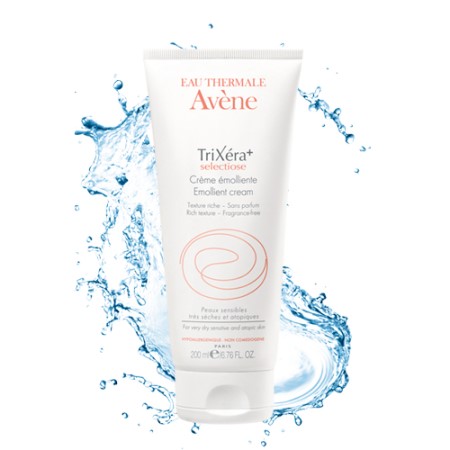 EAU THERMALE
Avène
TriXéra+
selectiose
Crème émolliente
Emollient cream
Texture riche – Sans parfum
Rich texture – Fragrance-free
Peaux sensibles
très sèches et atopiques
For very dry sensitive and atopic skin
HYPOALLERGÉNIQUE · NON COMÉDOGÈNE
PARIS
200 ml ℮ 6.76 FL. OZ.